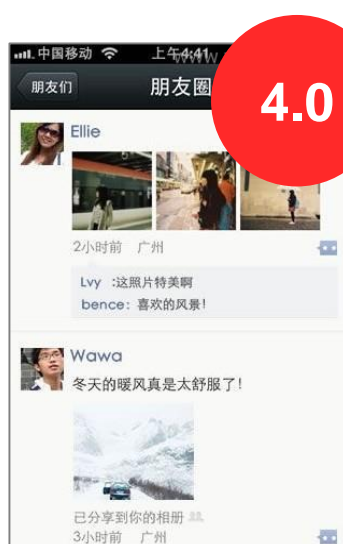 中国移动 上午4:41
朋友们 朋友圈
4.0
Ellie
2小时前 广州
Lvy :这照片特美啊
bence: 喜欢的风景!
Wawa
冬天的暖风真是太舒服了!
已分享到你的相册
3小时前 广州